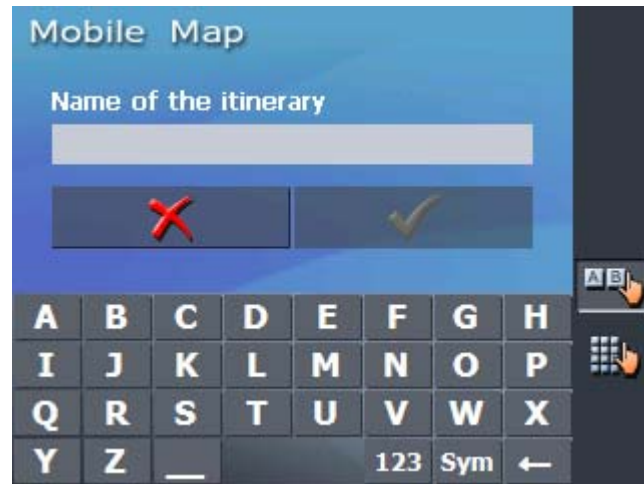 Mobile Map
Name of the itinerary
A B
A B C D E F G H
I J K L M N O P
Q R S T U V W X
Y Z _ 123 Sym ←